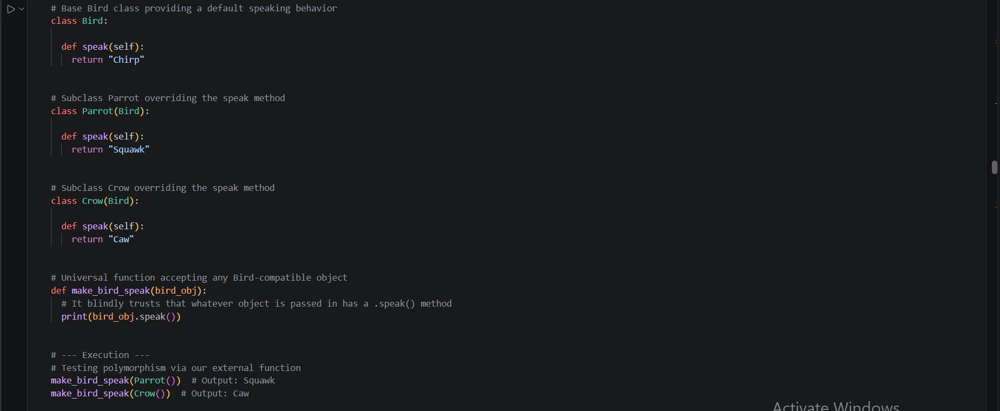 # Base Bird class providing a default speaking behavior
class Bird:
def speak(self):
return "Chirp"
# Subclass Parrot overriding the speak method
class Parrot(Bird):
def speak(self):
return "Squawk"
# Subclass Crow overriding the speak method
class Crow(Bird):
def speak(self):
return "Caw"
# Universal function accepting any Bird-compatible object
def make_bird_speak(bird_obj):
# It blindly trusts that whatever object is passed in has a .speak() method
print(bird_obj.speak())
# --- Execution ---
# Testing polymorphism via our external function
make_bird_speak(Parrot())  # Output: Squawk
make_bird_speak(Crow())  # Output: Caw
Activate Windows